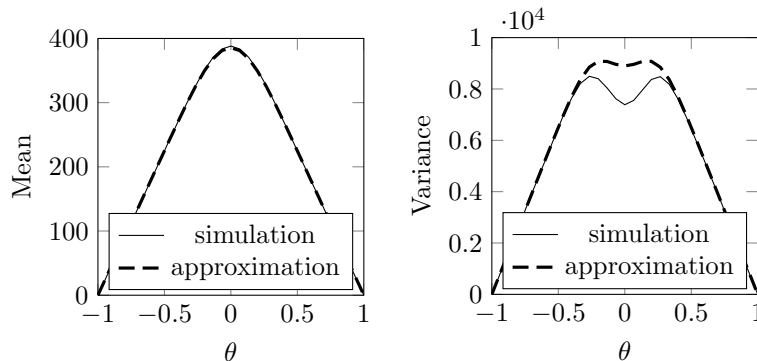 400
300
200
100
0
Mean
simulation
approximation
−1 −0.5 0 0.5 1
θ
·10⁴
1
0.8
0.6
0.4
0.2
0
Variance
simulation
approximation
−1 −0.5 0 0.5 1
θ